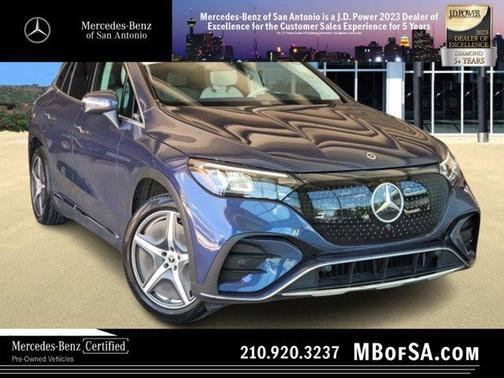 Mercedes-Benz
of San Antonio
Mercedes-Benz of San Antonio is a J.D. Power 2023 Dealer of
Excellence for the Customer Sales Experience for 5 Years
J.D.POWER
2023
DEALER OF
EXCELLENCE
DIAMOND
5+ YEARS
Mercedes-Benz Certified
Pre-Owned Vehicles
210.920.3237
MBofSA.com